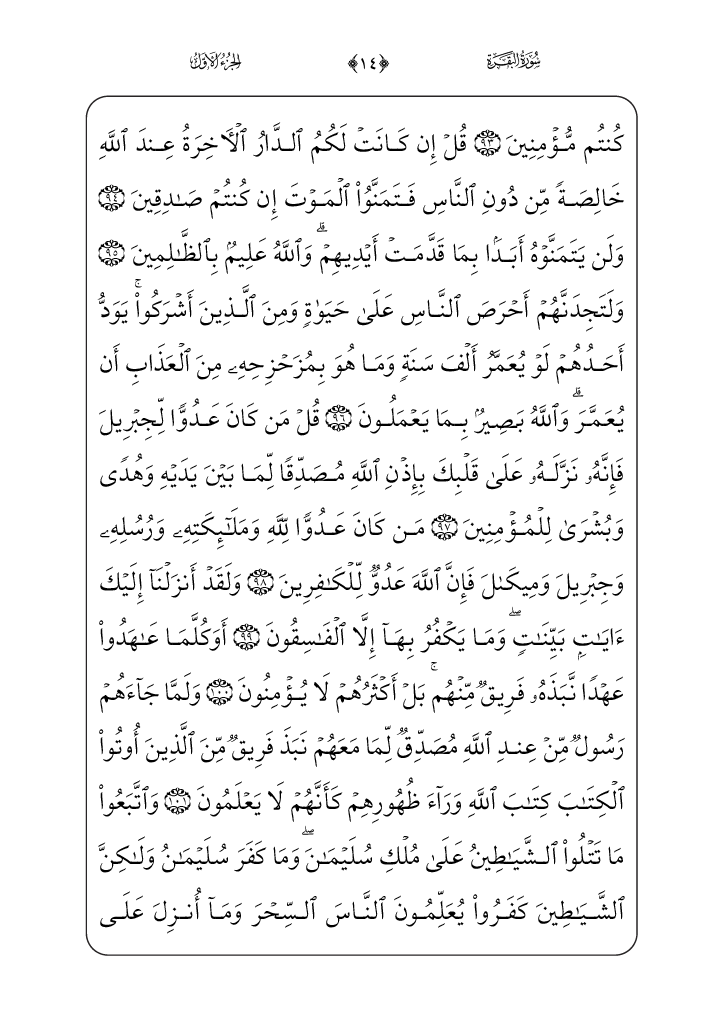 سُورَةُ البَقَرَةِ ﴿١٤﴾ الجُزْءُ الأَوَّلُ
كُنتُم مُّؤۡمِنِينَ ٩٣ قُلۡ إِن كَانَتۡ لَكُمُ ٱلدَّارُ ٱلۡأٓخِرَةُ عِندَ ٱللَّهِ
خَالِصَةٗ مِّن دُونِ ٱلنَّاسِ فَتَمَنَّوُاْ ٱلۡمَوۡتَ إِن كُنتُمۡ صَٰدِقِينَ ٩٤
وَلَن يَتَمَنَّوۡهُ أَبَدَۢا بِمَا قَدَّمَتۡ أَيۡدِيهِمۡۚ وَٱللَّهُ عَلِيمُۢ بِٱلظَّٰلِمِينَ ٩٥
وَلَتَجِدَنَّهُمۡ أَحۡرَصَ ٱلنَّاسِ عَلَىٰ حَيَوٰةٖ وَمِنَ ٱلَّذِينَ أَشۡرَكُواْۚ يَوَدُّ
أَحَدُهُمۡ لَوۡ يُعَمَّرُ أَلۡفَ سَنَةٖ وَمَا هُوَ بِمُزَحۡزِحِهِۦ مِنَ ٱلۡعَذَابِ أَن
يُعَمَّرَۗ وَٱللَّهُ بَصِيرُۢ بِمَا يَعۡمَلُونَ ٩٦ قُلۡ مَن كَانَ عَدُوّٗا لِّجِبۡرِيلَ
فَإِنَّهُۥ نَزَّلَهُۥ عَلَىٰ قَلۡبِكَ بِإِذۡنِ ٱللَّهِ مُصَدِّقٗا لِّمَا بَيۡنَ يَدَيۡهِ وَهُدٗى
وَبُشۡرَىٰ لِلۡمُؤۡمِنِينَ ٩٧ مَن كَانَ عَدُوّٗا لِّلَّهِ وَمَلَٰٓئِكَتِهِۦ وَرُسُلِهِۦ
وَجِبۡرِيلَ وَمِيكَىٰلَ فَإِنَّ ٱللَّهَ عَدُوّٞ لِّلۡكَٰفِرِينَ ٩٨ وَلَقَدۡ أَنزَلۡنَآ إِلَيۡكَ
ءَايَٰتِۭ بَيِّنَٰتٖۖ وَمَا يَكۡفُرُ بِهَآ إِلَّا ٱلۡفَٰسِقُونَ ٩٩ أَوَكُلَّمَا عَٰهَدُواْ
عَهۡدٗا نَّبَذَهُۥ فَرِيقٞ مِّنۡهُمۚ بَلۡ أَكۡثَرُهُمۡ لَا يُؤۡمِنُونَ ١٠٠ وَلَمَّا جَآءَهُمۡ
رَسُولٞ مِّنۡ عِندِ ٱللَّهِ مُصَدِّقٞ لِّمَا مَعَهُمۡ نَبَذَ فَرِيقٞ مِّنَ ٱلَّذِينَ أُوتُواْ
ٱلۡكِتَٰبَ كِتَٰبَ ٱللَّهِ وَرَآءَ ظُهُورِهِمۡ كَأَنَّهُمۡ لَا يَعۡلَمُونَ ١٠١ وَٱتَّبَعُواْ
مَا تَتۡلُواْ ٱلشَّيَٰطِينُ عَلَىٰ مُلۡكِ سُلَيۡمَٰنَۖ وَمَا كَفَرَ سُلَيۡمَٰنُ وَلَٰكِنَّ
ٱلشَّيَٰطِينَ كَفَرُواْ يُعَلِّمُونَ ٱلنَّاسَ ٱلسِّحۡرَ وَمَآ أُنزِلَ عَلَى